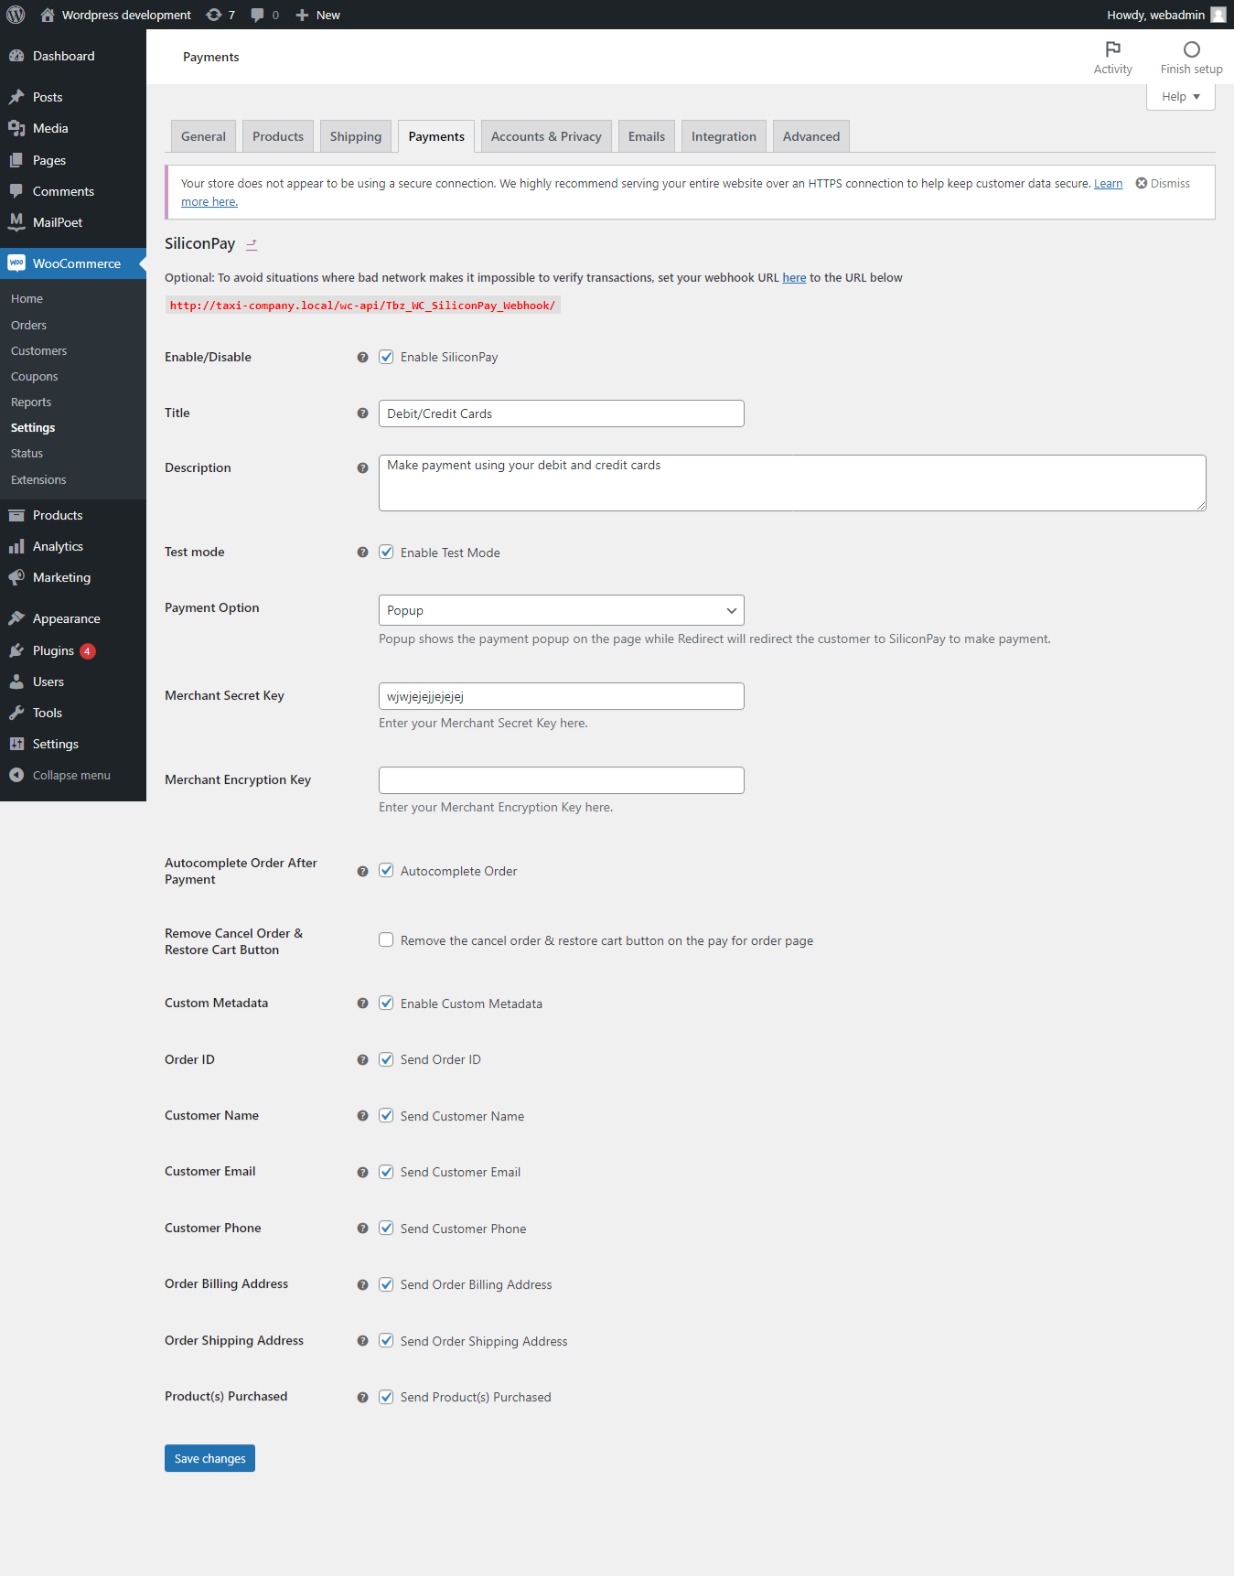 Wordpress development 7 0 New Howdy, webadmin
Dashboard
Posts
Media
Pages
Comments
MailPoet
WooCommerce
Home
Orders
Customers
Coupons
Reports
Settings
Status
Extensions
Products
Analytics
Marketing
Appearance
Plugins 4
Users
Tools
Settings
Collapse menu
Payments
Activity
Finish setup
Help
General Products Shipping Payments Accounts & Privacy Emails Integration Advanced
Your store does not appear to be using a secure connection. We highly recommend serving your entire website over an HTTPS connection to help keep customer data secure. Learn
more here.
Dismiss
SiliconPay
Optional: To avoid situations where bad network makes it impossible to verify transactions, set your webhook URL here to the URL below
http://taxi-company.local/wc-api/Tbz_WC_SiliconPay_Webhook/
Enable/Disable Enable SiliconPay
Title Debit/Credit Cards
Description Make payment using your debit and credit cards
Test mode Enable Test Mode
Payment Option Popup
Popup shows the payment popup on the page while Redirect will redirect the customer to SiliconPay to make payment.
Merchant Secret Key wjwjejejjejejej
Enter your Merchant Secret Key here.
Merchant Encryption Key
Enter your Merchant Encryption Key here.
Autocomplete Order After
Payment
Autocomplete Order
Remove Cancel Order &
Restore Cart Button
Remove the cancel order & restore cart button on the pay for order page
Custom Metadata Enable Custom Metadata
Order ID Send Order ID
Customer Name Send Customer Name
Customer Email Send Customer Email
Customer Phone Send Customer Phone
Order Billing Address Send Order Billing Address
Order Shipping Address Send Order Shipping Address
Product(s) Purchased Send Product(s) Purchased
Save changes